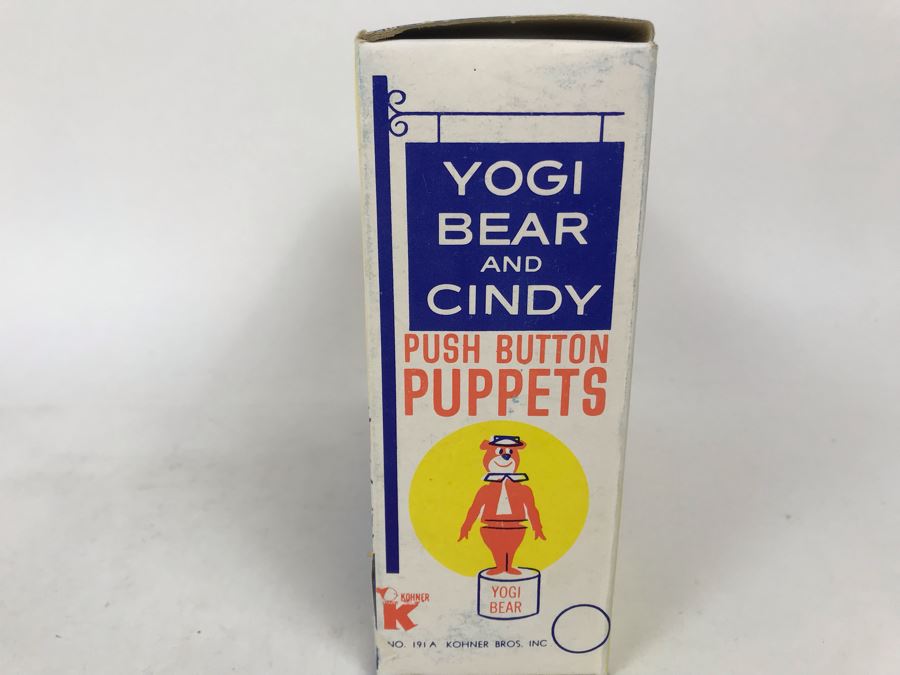 YOGI
BEAR
AND
CINDY
PUSH BUTTON
PUPPETS
YOGI
BEAR
KOHNER
K
NO. 191A KOHNER BROS. INC